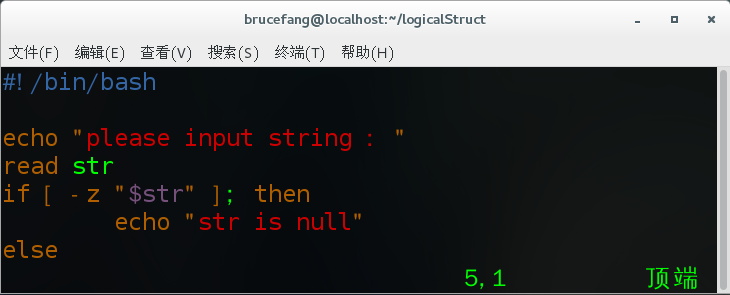 brucefang@localhost:~/logicalStruct
文件(F) 编辑(E) 查看(V) 搜索(S) 终端(T) 帮助(H)
#!/bin/bash
echo "please input string : "
read str
if [ -z "$str" ]; then
echo "str is null"
else
5,1 顶端